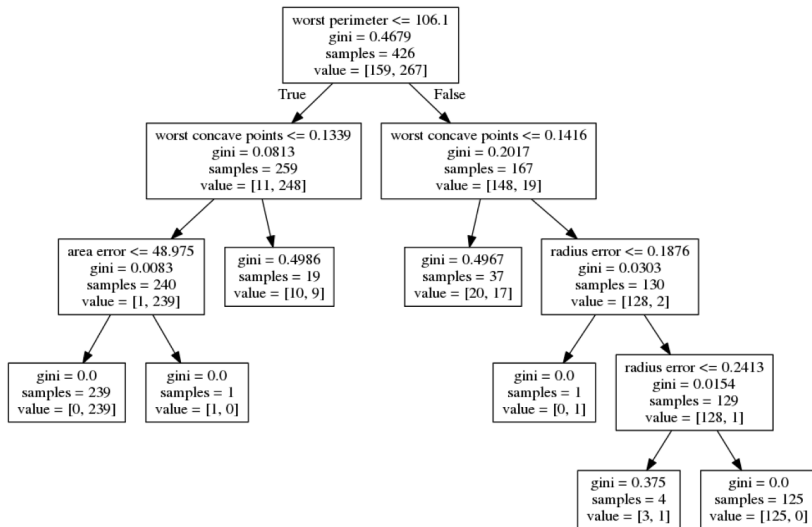 worst perimeter <= 106.1
gini = 0.4679
samples = 426
value = [159, 267]
True
False
worst concave points <= 0.1339
gini = 0.0813
samples = 259
value = [11, 248]
worst concave points <= 0.1416
gini = 0.2017
samples = 167
value = [148, 19]
area error <= 48.975
gini = 0.0083
samples = 240
value = [1, 239]
gini = 0.4986
samples = 19
value = [10, 9]
gini = 0.4967
samples = 37
value = [20, 17]
radius error <= 0.1876
gini = 0.0303
samples = 130
value = [128, 2]
gini = 0.0
samples = 239
value = [0, 239]
gini = 0.0
samples = 1
value = [1, 0]
gini = 0.0
samples = 1
value = [0, 1]
radius error <= 0.2413
gini = 0.0154
samples = 129
value = [128, 1]
gini = 0.375
samples = 4
value = [3, 1]
gini = 0.0
samples = 125
value = [125, 0]